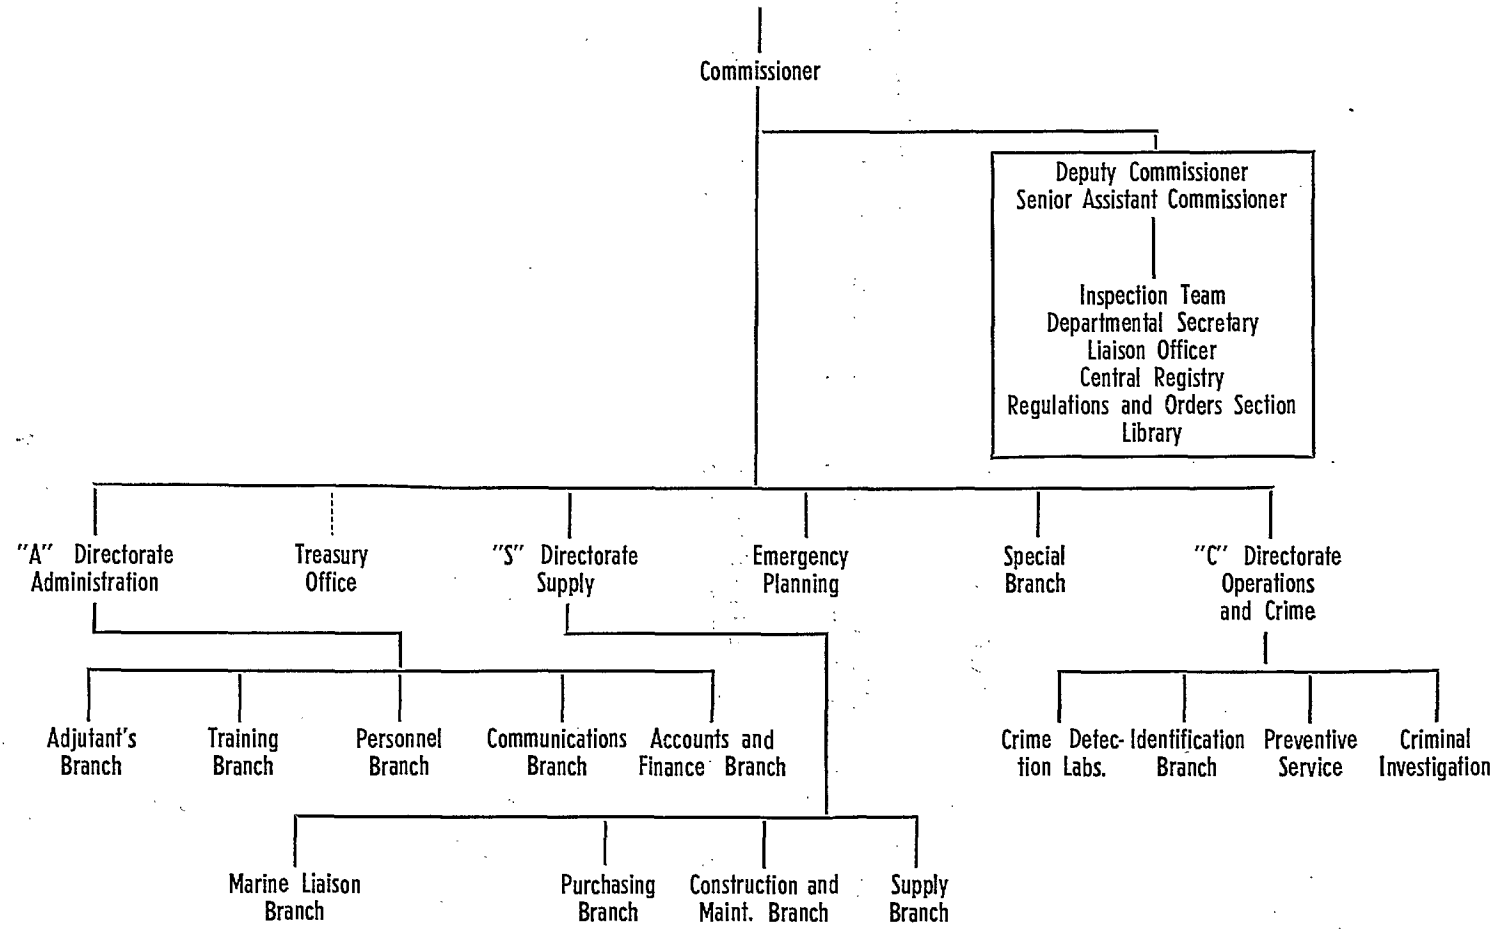 Commissioner
Deputy Commissioner
Senior Assistant Commissioner
Inspection Team
Departmental Secretary
Liaison Officer
Central Registry
Regulations and Orders Section
Library
"A" Directorate
Administration
Treasury
Office
"S" Directorate
Supply
Emergency
Planning
Special
Branch
"C" Directorate
Operations
and Crime
Adjutant's
Branch
Training
Branch
Personnel
Branch
Communications
Branch
Accounts and
Finance Branch
Crime Detec-
tion Labs.
Identification
Branch
Preventive
Service
Criminal
Investigation
Marine Liaison
Branch
Purchasing
Branch
Construction and
Maint. Branch
Supply
Branch